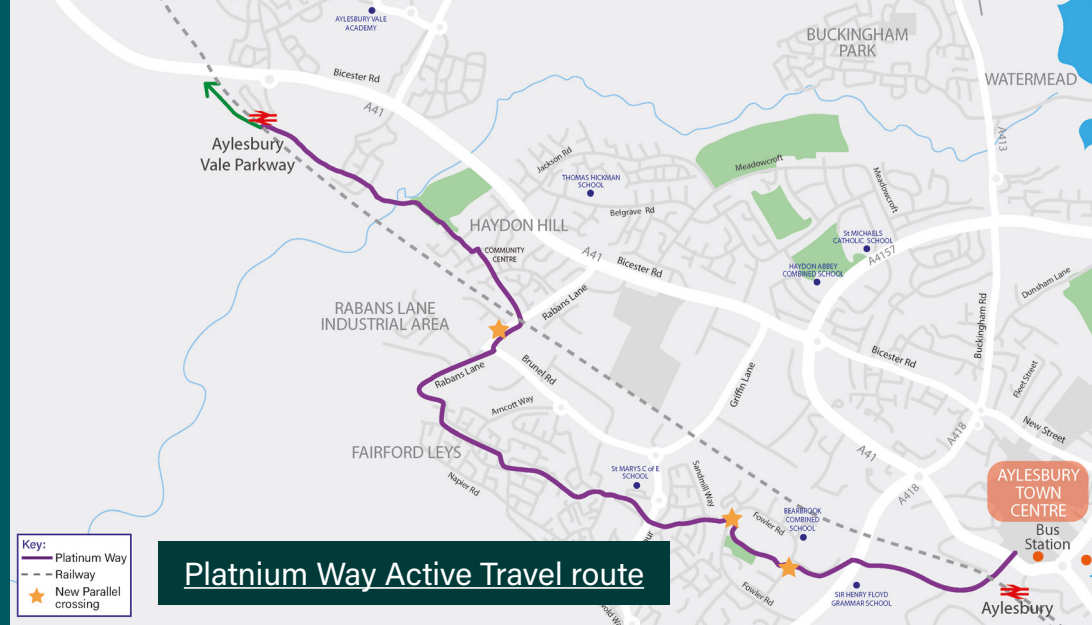 AYLESBURY VALE
ACADEMY
BUCKINGHAM
PARK
WATERMEAD
Bicester Rd
A41
A413
Aylesbury
Vale Parkway
Jackson Rd
Meadowcroft
Meadowcroft
THOMAS HICKMAN
SCHOOL
Belgrave Rd
HAYDON HILL
COMMUNITY
CENTRE
St MICHAELS
CATHOLIC SCHOOL
A4157
HAYDON ABBEY
COMBINED SCHOOL
A41
Bicester Rd
Dunsham Lane
RABANS LANE
INDUSTRIAL AREA
Rabans Lane
Buckingham Rd
Rabans Lane
Brunel Rd
Griffin Lane
Bicester Rd
Fleet Street
Arncott Way
New Street
FAIRFORD LEYS
A41
A418
Napier Rd
St MARYS C of E
SCHOOL
Sandmill Way
A418
AYLESBURY
TOWN
CENTRE
Fowler Rd
BEARBROOK
COMBINED
SCHOOL
Bus
Station
Key:
Platinum Way
Railway
New Parallel
crossing
Platnium Way Active Travel route
Fowler Rd
SIR HENRY FLOYD
GRAMMAR SCHOOL
Aylesbury